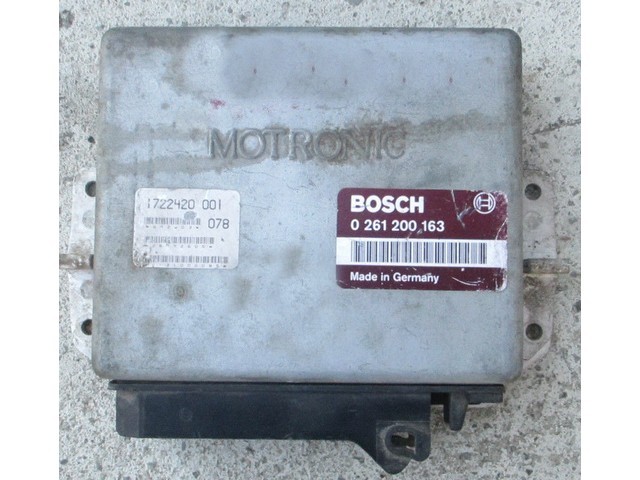 MOTRONIC
1722420 001
078
BOSCH
0 261 200 163
Made in Germany